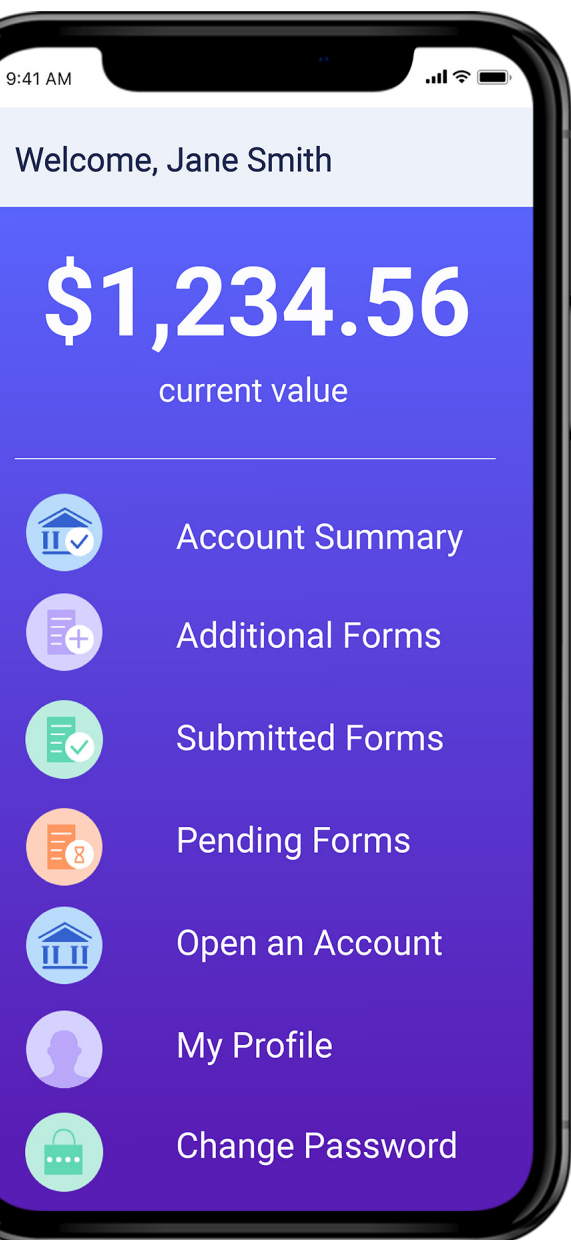 9:41 AM
Welcome, Jane Smith
$1,234.56
current value
Account Summary
Additional Forms
Submitted Forms
Pending Forms
Open an Account
My Profile
Change Password